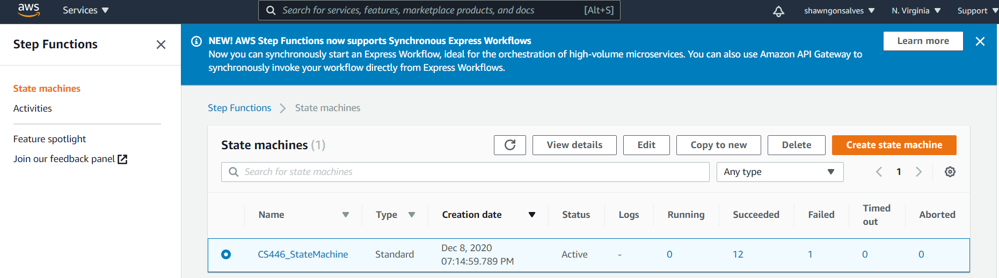 aws
Services
Search for services, features, marketplace products, and docs [Alt+S]
shawngonsalves
N. Virginia
Support
Step Functions
State machines
Activities
Feature spotlight
Join our feedback panel
NEW! AWS Step Functions now supports Synchronous Express Workflows
Now you can synchronously start an Express Workflow, ideal for the orchestration of high-volume microservices. You can also use Amazon API Gateway to
synchronously invoke your workflow directly from Express Workflows.
Learn more
Step Functions State machines
State machines (1)
View details
Edit
Copy to new
Delete
Create state machine
Search for state machines
Any type
1
Name Type Creation date Status Logs Running Succeeded Failed Timed out Aborted
CS446_StateMachine Standard Dec 8, 2020 07:14:59.789 PM Active - 0 12 1 0 0